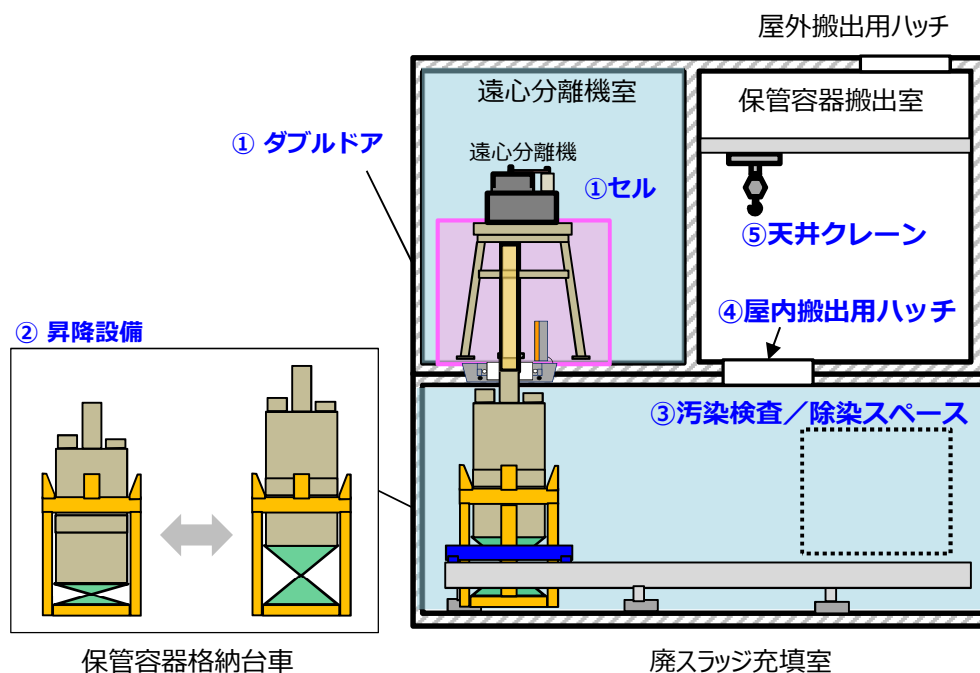 屋外搬出用ハッチ
遠心分離機室
保管容器搬出室
① ダブルドア
遠心分離機
①セル
⑤天井クレーン
④屋内搬出用ハッチ
② 昇降設備
③汚染検査／除染スペース
保管容器格納台車
廃スラッジ充填室